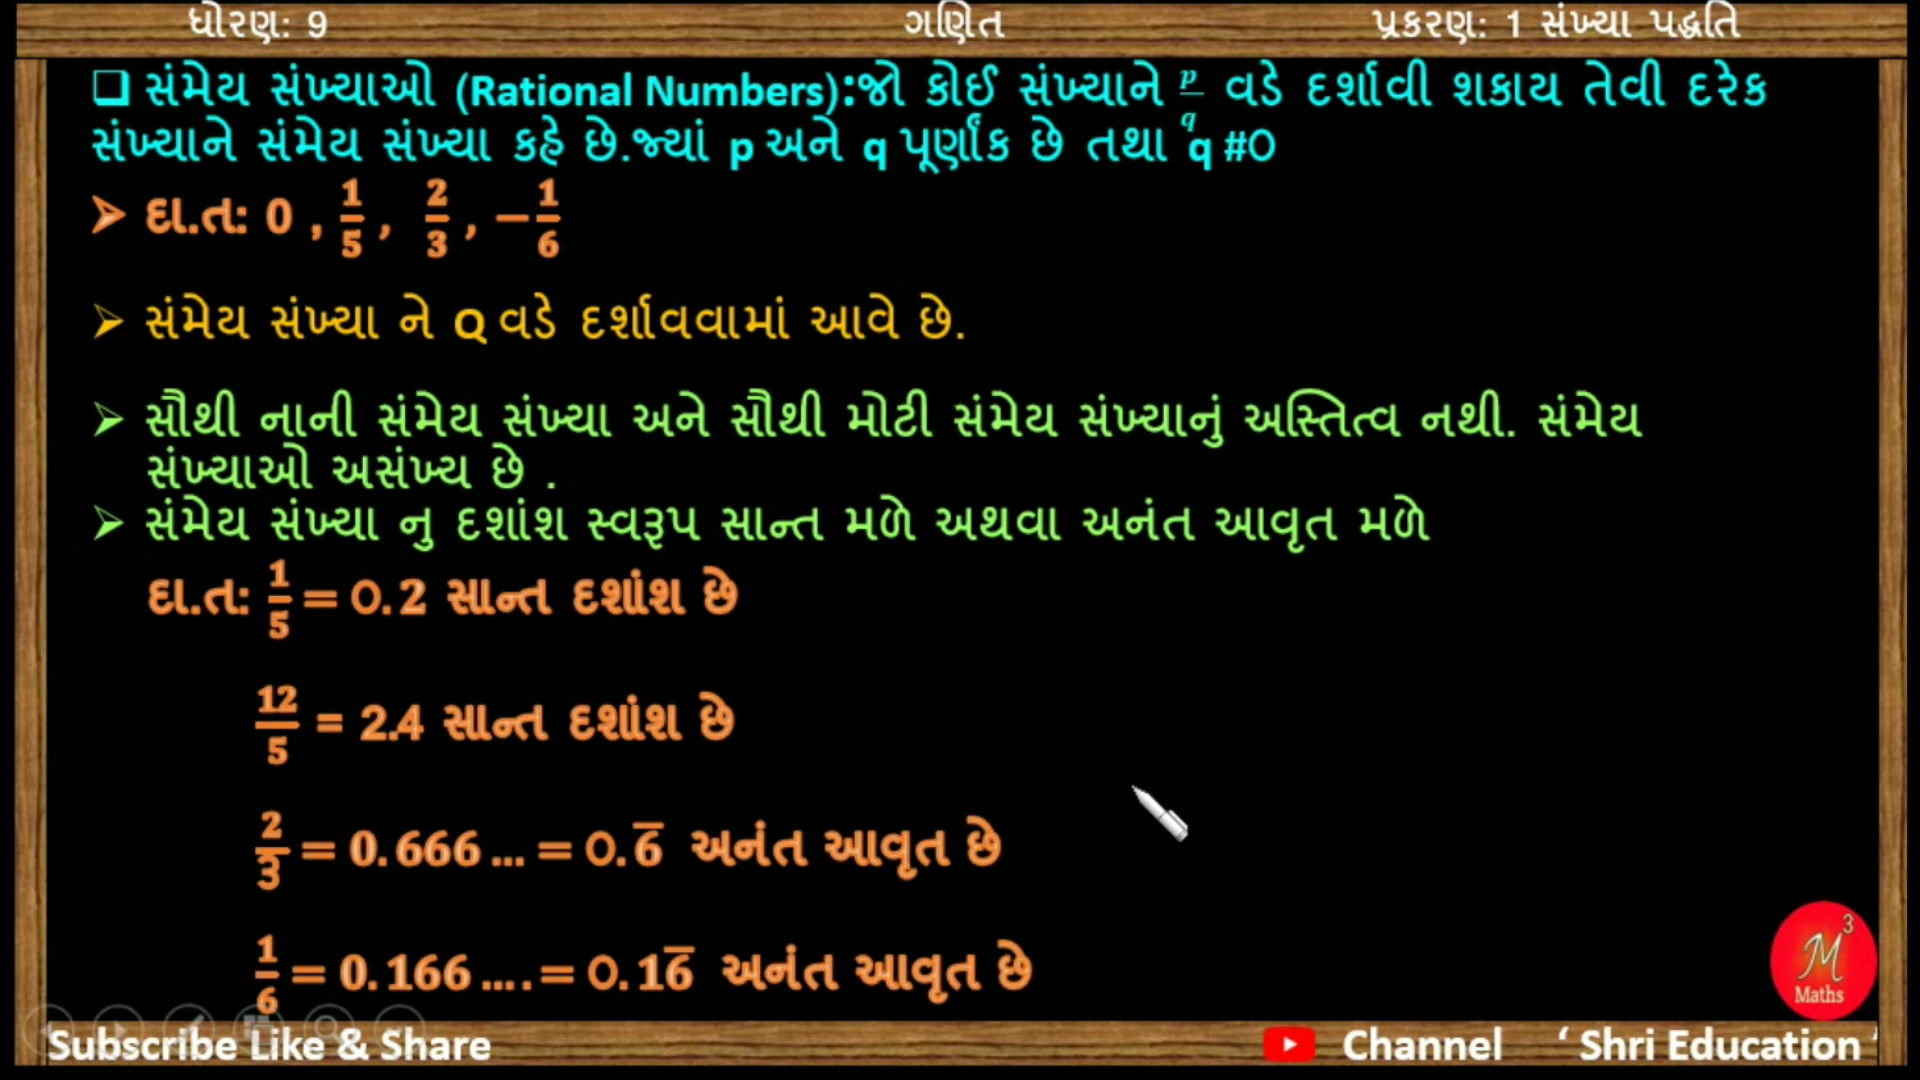 ધોરણ: 9 ગણિત પ્રકરણ: 1 સંખ્યા પદ્ધતિ
❑ સંમેય સંખ્યાઓ (Rational Numbers):જો કોઈ સંખ્યાને p/q વડે દર્શાવી શકાય તેવી દરેક
સંખ્યાને સંમેય સંખ્યા કહે છે.જ્યાં p અને q પૂર્ણાંક છે તથા q #0
➢ દા.ત: 0 , 1/5 , 2/3 , −1/6
➢ સંમેય સંખ્યા ને Q વડે દર્શાવવામાં આવે છે.
➢ સૌથી નાની સંમેય સંખ્યા અને સૌથી મોટી સંમેય સંખ્યાનું અસ્તિત્વ નથી. સંમેય
સંખ્યાઓ અસંખ્ય છે .
➢ સંમેય સંખ્યા નુ દશાંશ સ્વરૂપ સાન્ત મળે અથવા અનંત આવૃત મળે
દા.ત: 1/5 = 0.2 સાન્ત દશાંશ છે
12/5 = 2.4 સાન્ત દશાંશ છે
2/3 = 0.666 ... = 0.6̅ અનંત આવૃત છે
1/6 = 0.166 .... = 0.16̅ અનંત આવૃત છે
M³
Maths
Subscribe Like & Share Channel ‘ Shri Education ’